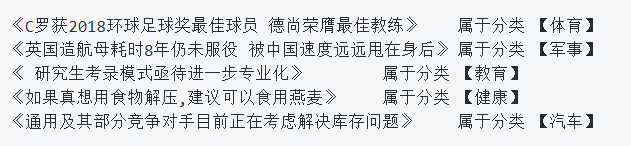 《C罗获2018环球足球奖最佳球员 德尚荣膺最佳教练》 属于分类 【体育】
《英国造航母耗时8年仍未服役 被中国速度远远甩在身后》 属于分类 【军事】
《 研究生考录模式亟待进一步专业化》 属于分类 【教育】
《如果真想用食物解压,建议可以食用燕麦》 属于分类 【健康】
《通用及其部分竞争对手目前正在考虑解决库存问题》 属于分类 【汽车】